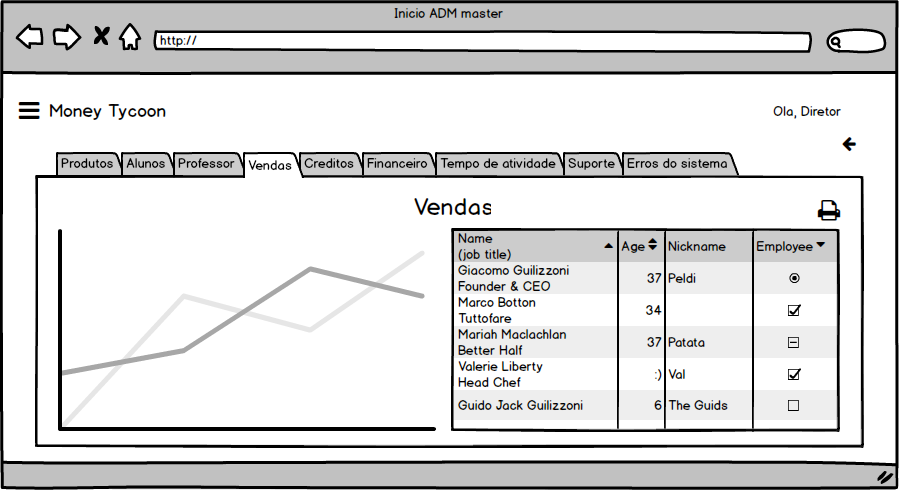 Inicio ADM master
http://
Money Tycoon
Ola, Diretor
Produtos Alunos Professor Vendas Creditos Financeiro Tempo de atividade Suporte Erros do sistema
Vendas
Name
(job title)
Age
Nickname
Employee
Giacomo Guilizzoni
Founder & CEO
37
Peldi
Marco Botton
Tuttofare
34
Mariah Maclachlan
Better Half
37
Patata
Valerie Liberty
Head Chef
:)
Val
Guido Jack Guilizzoni
6
The Guids